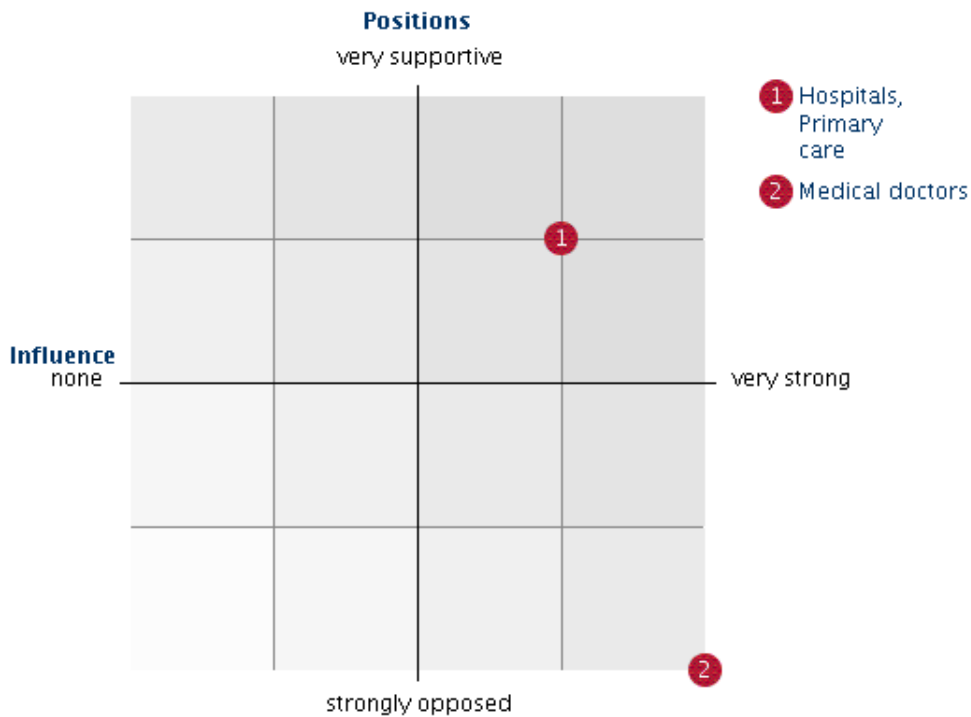 Positions
very supportive
1 Hospitals,
Primary
care
2 Medical doctors
1
Influence
none
very strong
2
strongly opposed